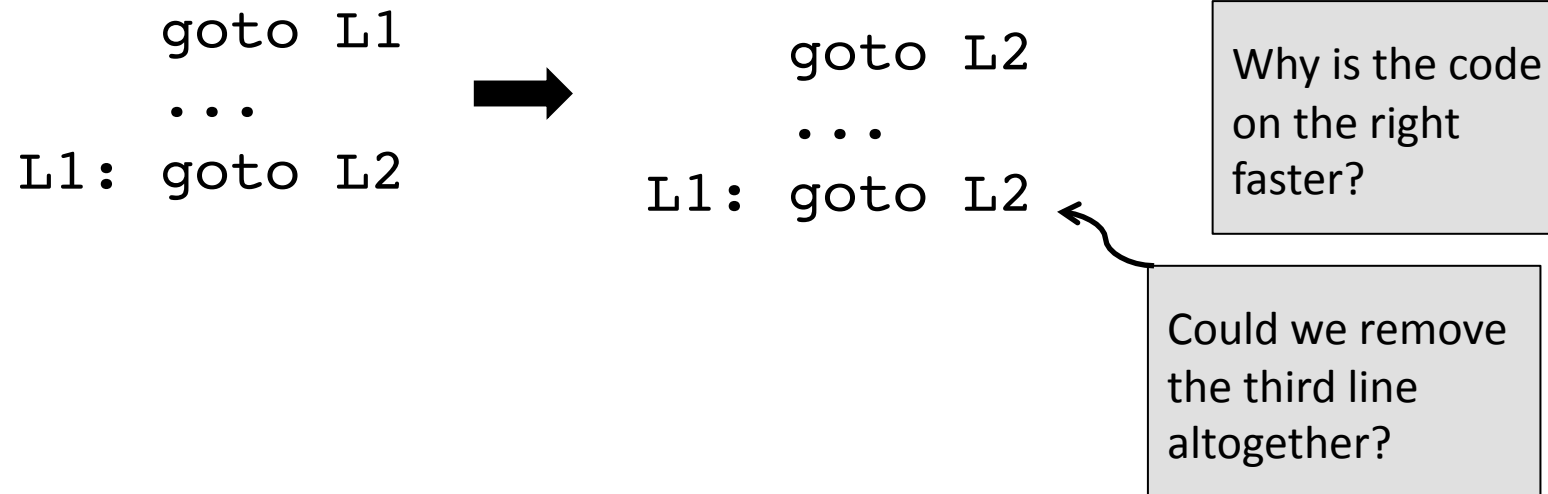 goto L1
...
L1: goto L2
goto L2
...
L1: goto L2
Why is the code
on the right
faster?
Could we remove
the third line
altogether?